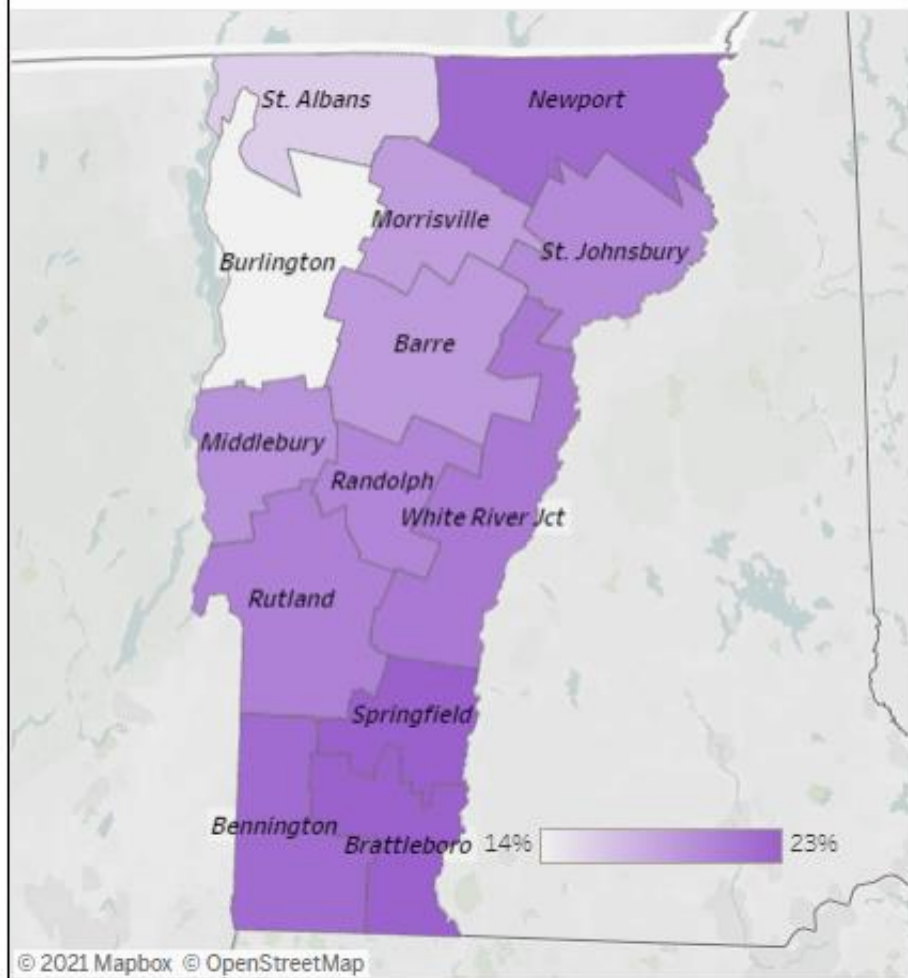 St. Albans
Newport
Morrisville
Burlington
St. Johnsbury
Barre
Middlebury
Randolph
White River Jct
Rutland
Springfield
Bennington
Brattleboro
14% 23%
© 2021 Mapbox © OpenStreetMap